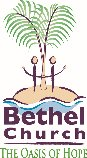 Bethel
Church
THE OASIS OF HOPE